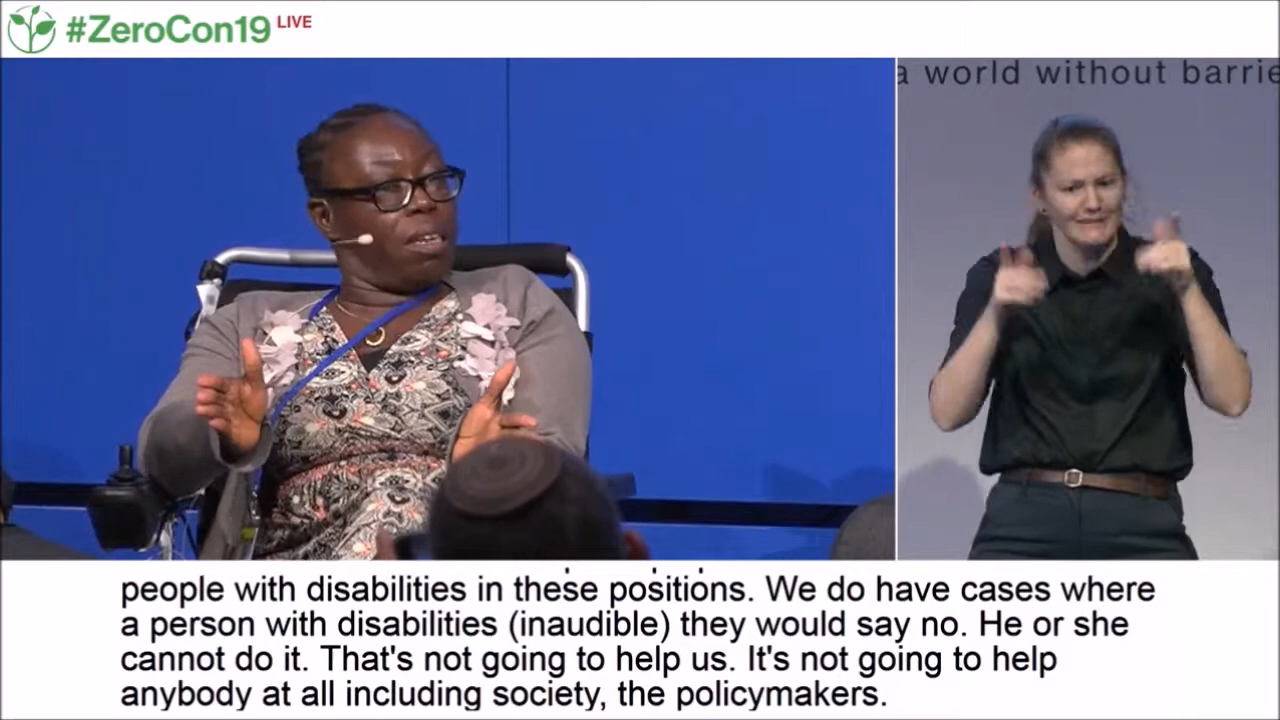 #ZeroCon19 LIVE
a world without barrie
people with disabilities in these positions. We do have cases where
a person with disabilities (inaudible) they would say no. He or she
cannot do it. That's not going to help us. It's not going to help
anybody at all including society, the policymakers.